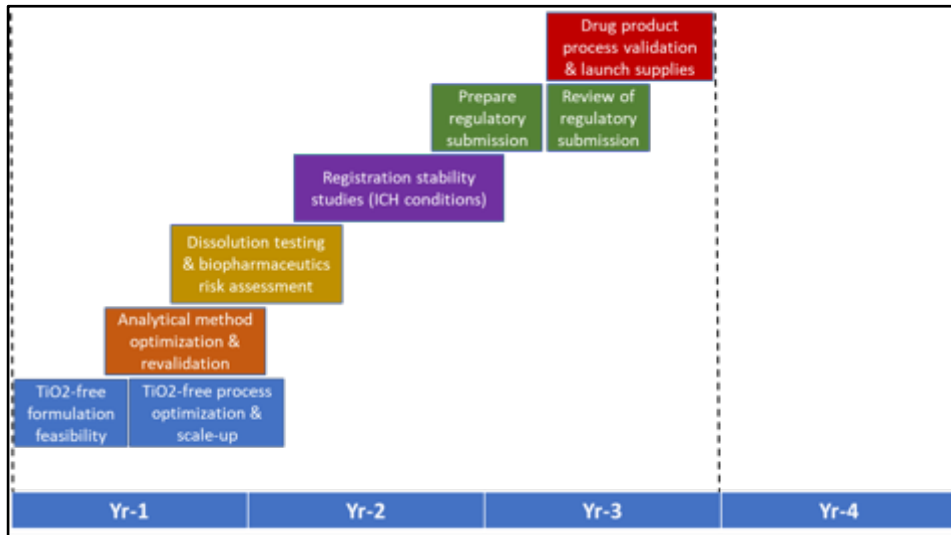 Drug product
process validation
& launch supplies
Prepare
regulatory
submission
Review of
regulatory
submission
Registration stability
studies (ICH conditions)
Dissolution testing
& biopharmaceutics
risk assessment
Analytical method
optimization &
revalidation
TiO2-free
formulation
feasibility
TiO2-free process
optimization &
scale-up
Yr-1
Yr-2
Yr-3
Yr-4